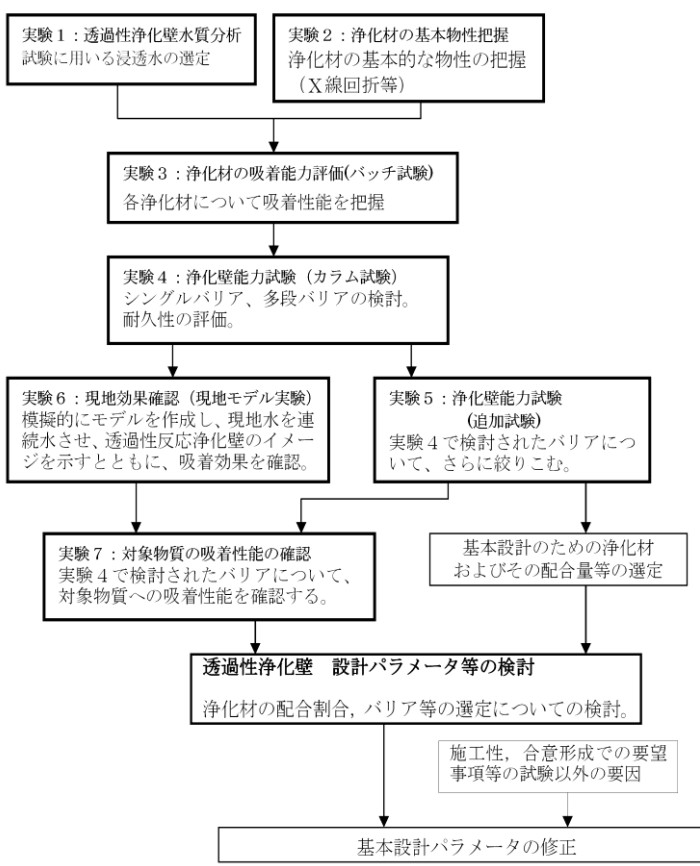 実験１：透過性浄化壁水質分析
試験に用いる浸透水の選定
実験２：浄化材の基本物性把握
浄化材の基本的な物性の把握
（Ｘ線回折等）
実験３：浄化材の吸着能力評価(バッチ試験)
各浄化材について吸着性能を把握
実験４：浄化壁能力試験（カラム試験）
シングルバリア、多段バリアの検討。
耐久性の評価。
実験６：現地効果確認（現地モデル実験）
模擬的にモデルを作成し、現地水を連
続水させ、透過性反応浄化壁のイメー
ジを示すとともに、吸着効果を確認。
実験５：浄化壁能力試験
(追加試験)
実験４で検討されたバリアにつ
いて、さらに絞りこむ。
実験７：対象物質の吸着性能の確認
実験４で検討されたバリアについて、
対象物質への吸着性能を確認する。
基本設計のための浄化材
およびその配合量等の選定
透過性浄化壁　設計パラメータ等の検討
浄化材の配合割合，バリア等の選定についての検討。
施工性，合意形成での要望
事項等の試験以外の要因
基本設計パラメータの修正